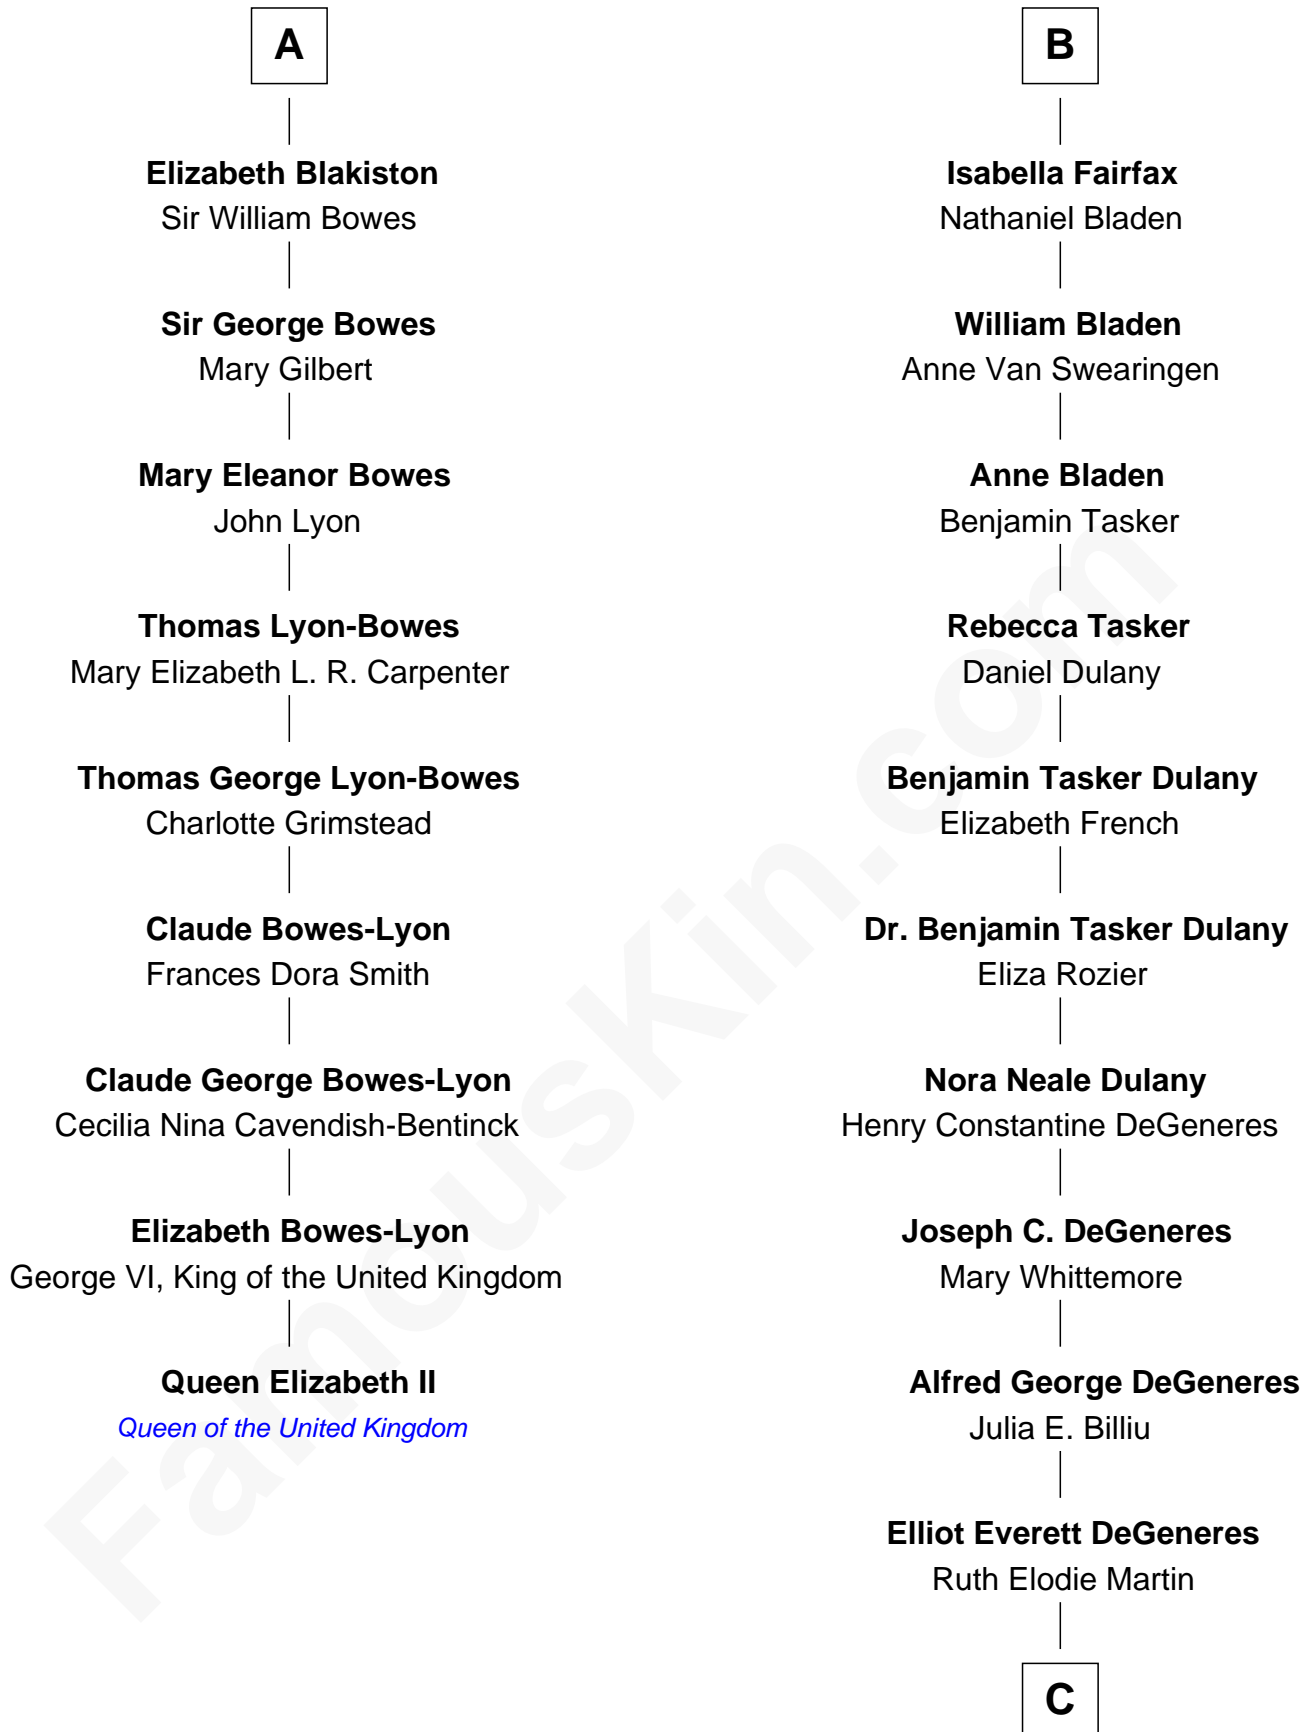 A
Elizabeth Blakiston
Sir William Bowes
Sir George Bowes
Mary Gilbert
Mary Eleanor Bowes
John Lyon
Thomas Lyon-Bowes
Mary Elizabeth L. R. Carpenter
Thomas George Lyon-Bowes
Charlotte Grimstead
Claude Bowes-Lyon
Frances Dora Smith
Claude George Bowes-Lyon
Cecilia Nina Cavendish-Bentinck
Elizabeth Bowes-Lyon
George VI, King of the United Kingdom
Queen Elizabeth II
Queen of the United Kingdom
B
Isabella Fairfax
Nathaniel Bladen
William Bladen
Anne Van Swearingen
Anne Bladen
Benjamin Tasker
Rebecca Tasker
Daniel Dulany
Benjamin Tasker Dulany
Elizabeth French
Dr. Benjamin Tasker Dulany
Eliza Rozier
Nora Neale Dulany
Henry Constantine DeGeneres
Joseph C. DeGeneres
Mary Whittemore
Alfred George DeGeneres
Julia E. Billiu
Elliot Everett DeGeneres
Ruth Elodie Martin
C
FamousKin.com